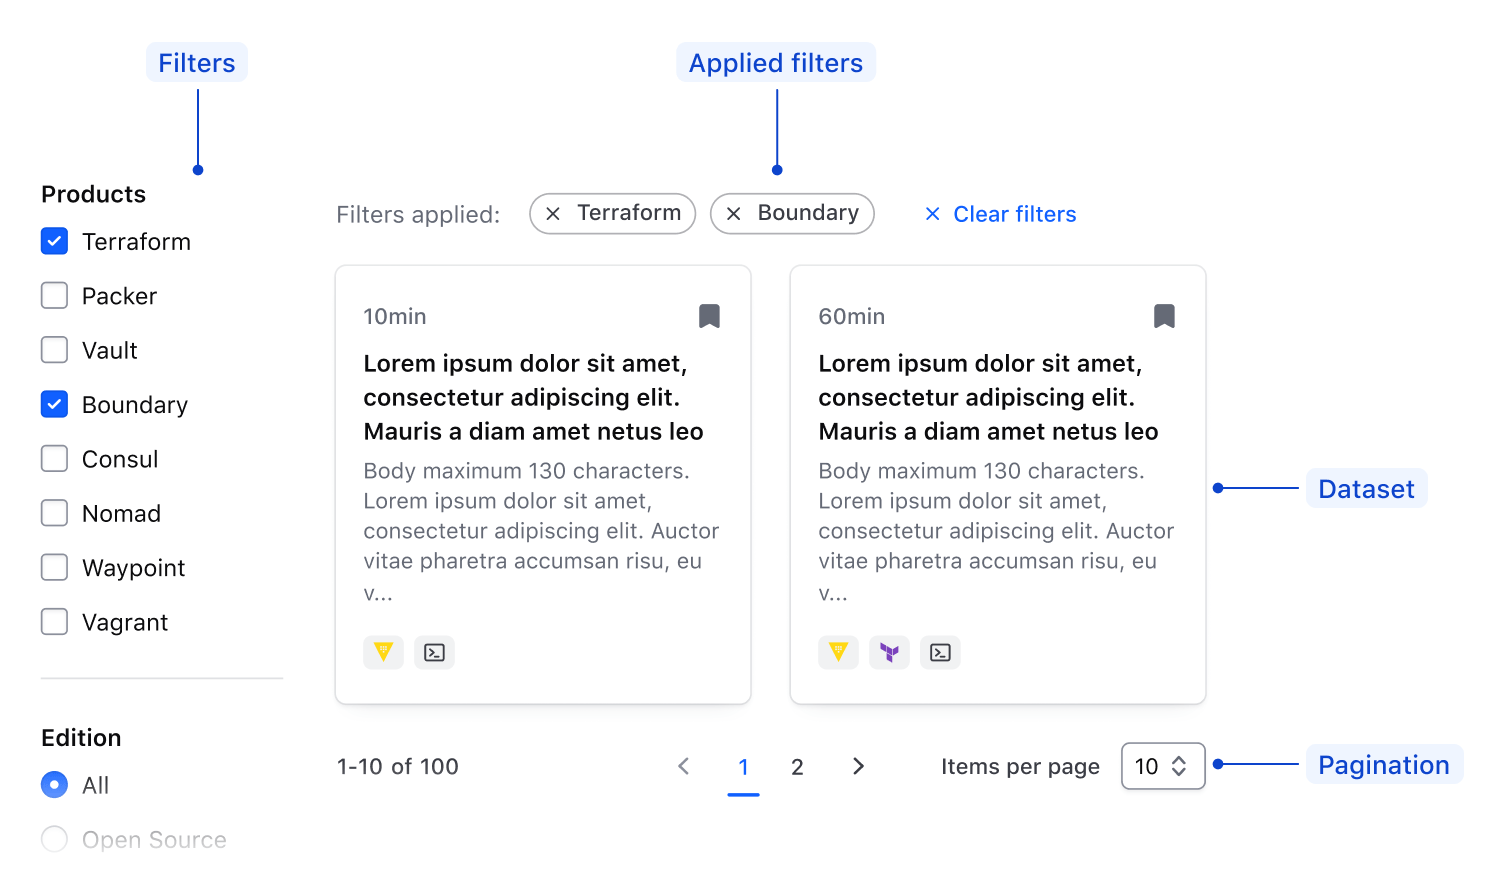 Filters
Applied filters
Products
Terraform
Packer
Vault
Boundary
Consul
Nomad
Waypoint
Vagrant
Edition
All
Open Source
Filters applied:
Terraform
Boundary
Clear filters
10min
Lorem ipsum dolor sit amet,
consectetur adipiscing elit.
Mauris a diam amet netus leo
Body maximum 130 characters.
Lorem ipsum dolor sit amet,
consectetur adipiscing elit. Auctor
vitae pharetra accumsan risu, eu
v...
60min
Lorem ipsum dolor sit amet,
consectetur adipiscing elit.
Mauris a diam amet netus leo
Body maximum 130 characters.
Lorem ipsum dolor sit amet,
consectetur adipiscing elit. Auctor
vitae pharetra accumsan risu, eu
v...
Dataset
1-10 of 100
1
2
Items per page
10
Pagination